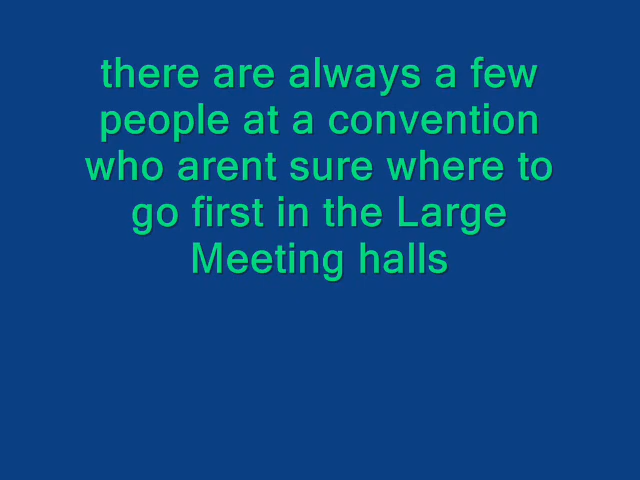 there are always a few
people at a convention
who arent sure where to
go first in the Large
Meeting halls